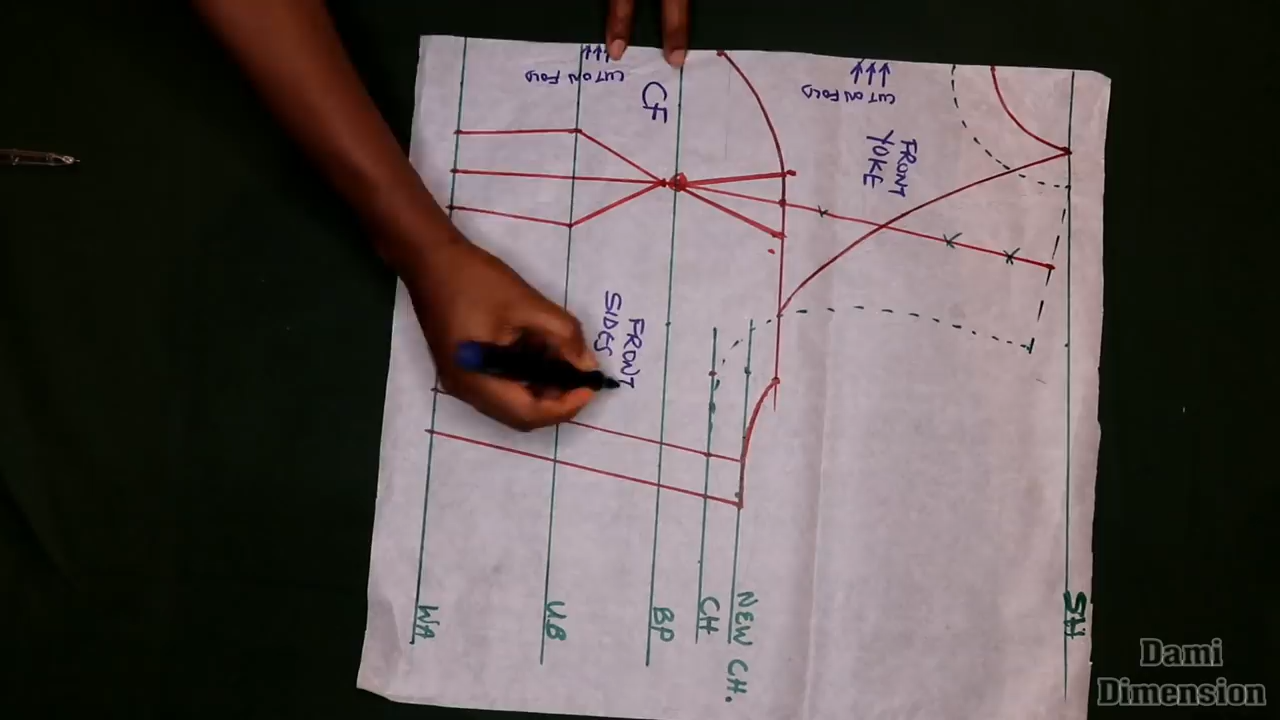 CUT ON FOLD
CF
CUT ON FOLD
FRONT
YOKE
FRONT
SIDES
WA
U.B
BP
CH
NEW CH.
SH
Dami
Dimension